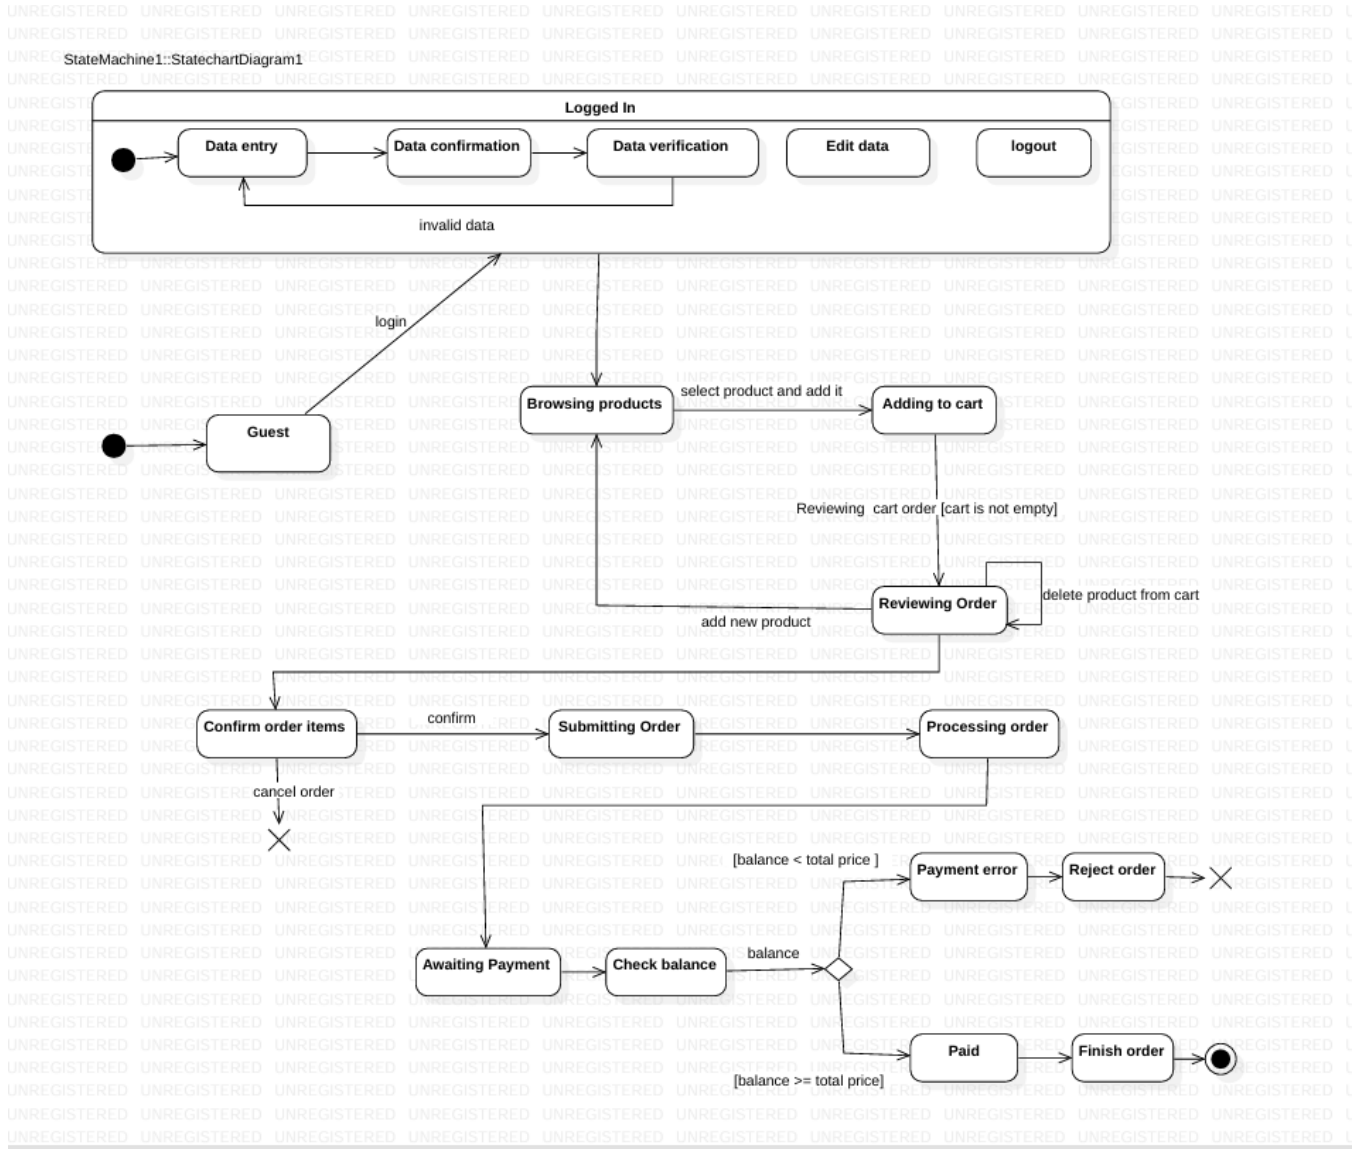 StateMachine1::StatechartDiagram1
Logged In
Data entry
Data confirmation
Data verification
Edit data
logout
invalid data
login
Browsing products
select product and add it
Adding to cart
Guest
Reviewing  cart order [cart is not empty]
Reviewing Order
delete product from cart
add new product
Confirm order items
confirm
Submitting Order
Processing order
cancel order
[balance < total price ]
Payment error
Reject order
Awaiting Payment
Check balance
balance
Paid
Finish order
[balance >= total price]
UNREGISTERED